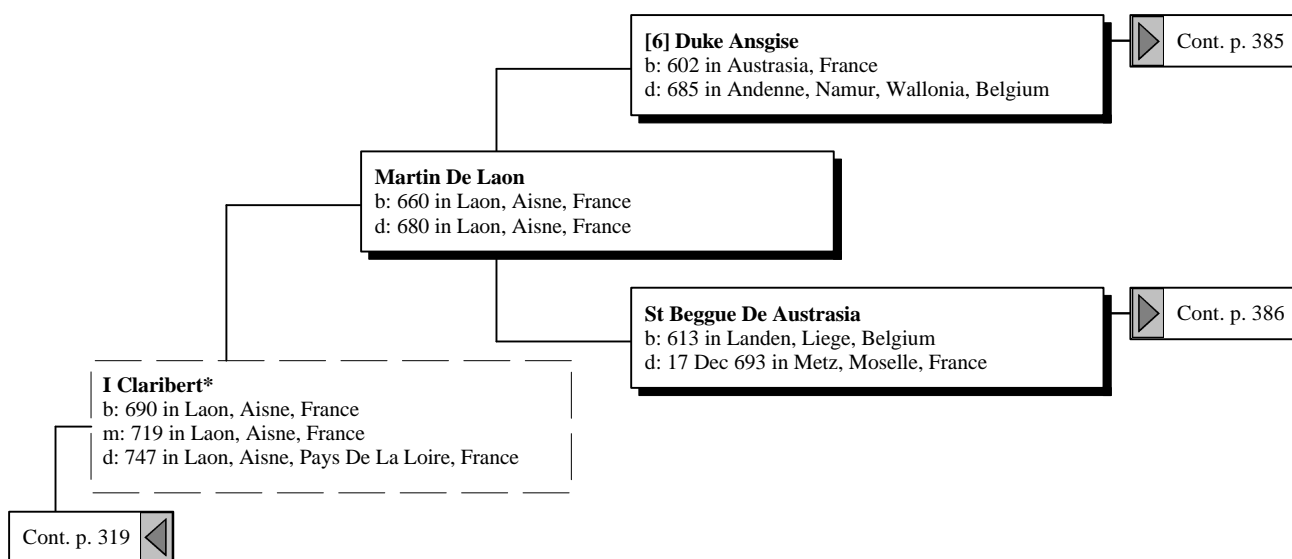 [6] Duke Ansgise
b: 602 in Austrasia, France
d: 685 in Andenne, Namur, Wallonia, Belgium
Cont. p. 385
Martin De Laon
b: 660 in Laon, Aisne, France
d: 680 in Laon, Aisne, France
St Beggue De Austrasia
b: 613 in Landen, Liege, Belgium
d: 17 Dec 693 in Metz, Moselle, France
Cont. p. 386
I Claribert*
b: 690 in Laon, Aisne, France
m: 719 in Laon, Aisne, France
d: 747 in Laon, Aisne, Pays De La Loire, France
Cont. p. 319